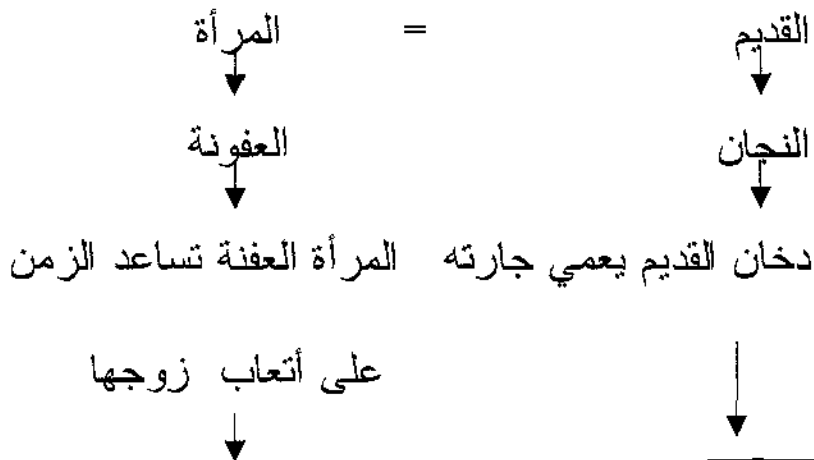 القديم = المرأة
النجان العفونة
دخان القديم يعمي جارته المرأة العفنة تساعد الزمن
على أتعاب زوجها